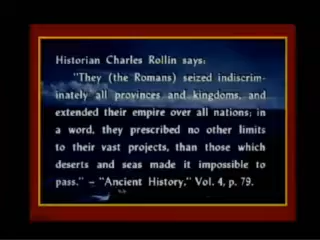 Historian Charles Rollin says:
"They (the Romans) seized indiscrim-
inately all provinces and kingdoms, and
extended their empire over all nations; in
a word, they prescribed no other limits
to their vast projects, than those which
deserts and seas made it impossible to
pass." – "Ancient History," Vol. 4, p. 79.